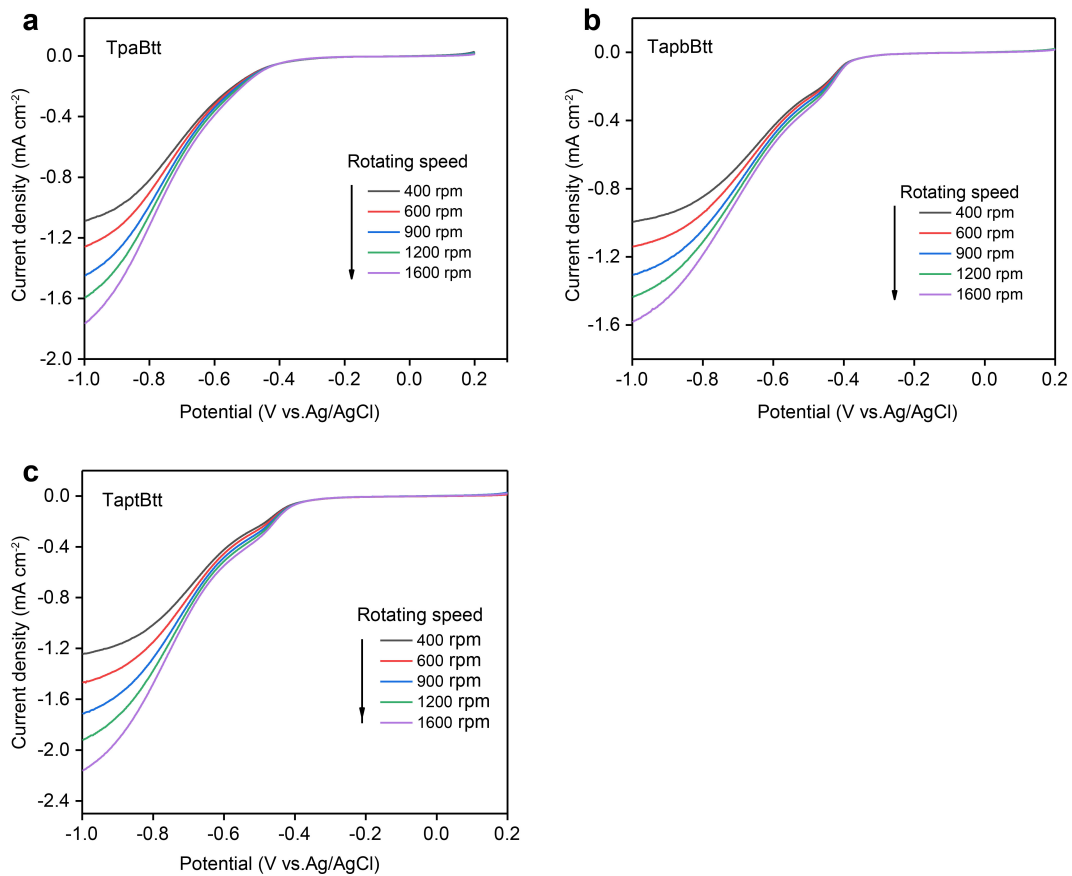 a
TpaBtt
0.0
-0.4
-0.8
-1.2
-1.6
-2.0
Current density (mA cm-2)
Rotating speed
400 rpm
600 rpm
900 rpm
1200 rpm
1600 rpm
-1.0 -0.8 -0.6 -0.4 -0.2 0.0 0.2
Potential (V vs.Ag/AgCl)
b
TapbBtt
0.0
-0.4
-0.8
-1.2
-1.6
Current density (mA cm-2)
Rotating speed
400 rpm
600 rpm
900 rpm
1200 rpm
1600 rpm
-1.0 -0.8 -0.6 -0.4 -0.2 0.0 0.2
Potential (V vs.Ag/AgCl)
c
TaptBtt
0.0
-0.4
-0.8
-1.2
-1.6
-2.0
-2.4
Current density (mA cm-2)
Rotating speed
400 rpm
600 rpm
900 rpm
1200 rpm
1600 rpm
-1.0 -0.8 -0.6 -0.4 -0.2 0.0 0.2
Potential (V vs.Ag/AgCl)